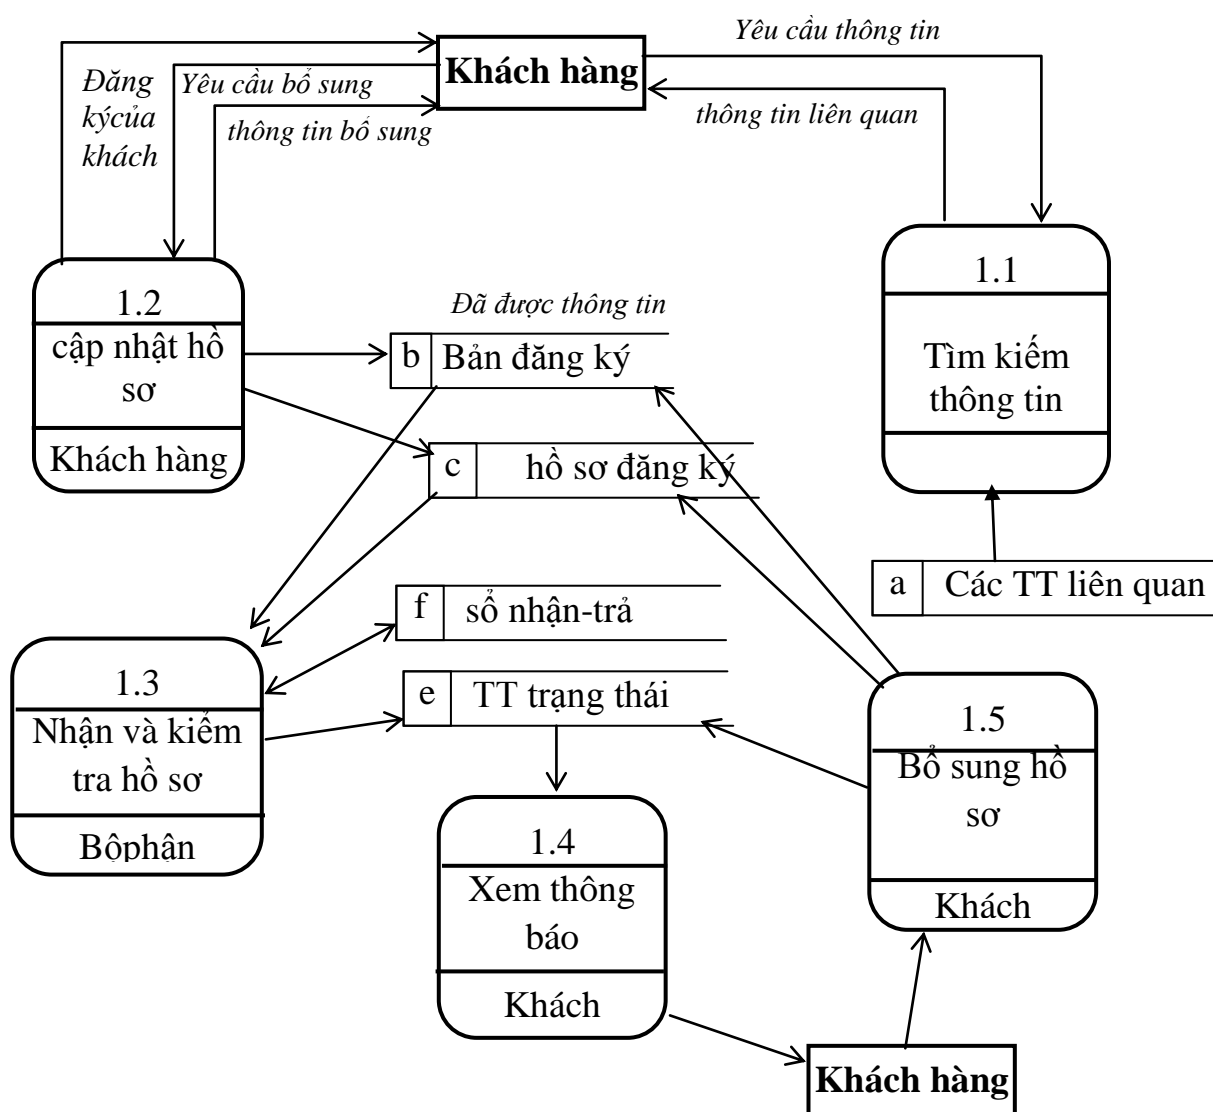 Yêu cầu thông tin
Khách hàng
Đăng
kýcủa
khách
Yêu cầu bổ sung
thông tin bổ sung
thông tin liên quan
1.2
cập nhật hồ
sơ
Khách hàng
1.1
Tìm kiếm
thông tin
Đã được thông tin
b Bản đăng ký
c hồ sơ đăng ký
a Các TT liên quan
f sổ nhận-trả
e TT trạng thái
1.3
Nhận và kiểm
tra hồ sơ
Bộphận
1.5
Bổ sung hồ
sơ
Khách
1.4
Xem thông
báo
Khách
Khách hàng